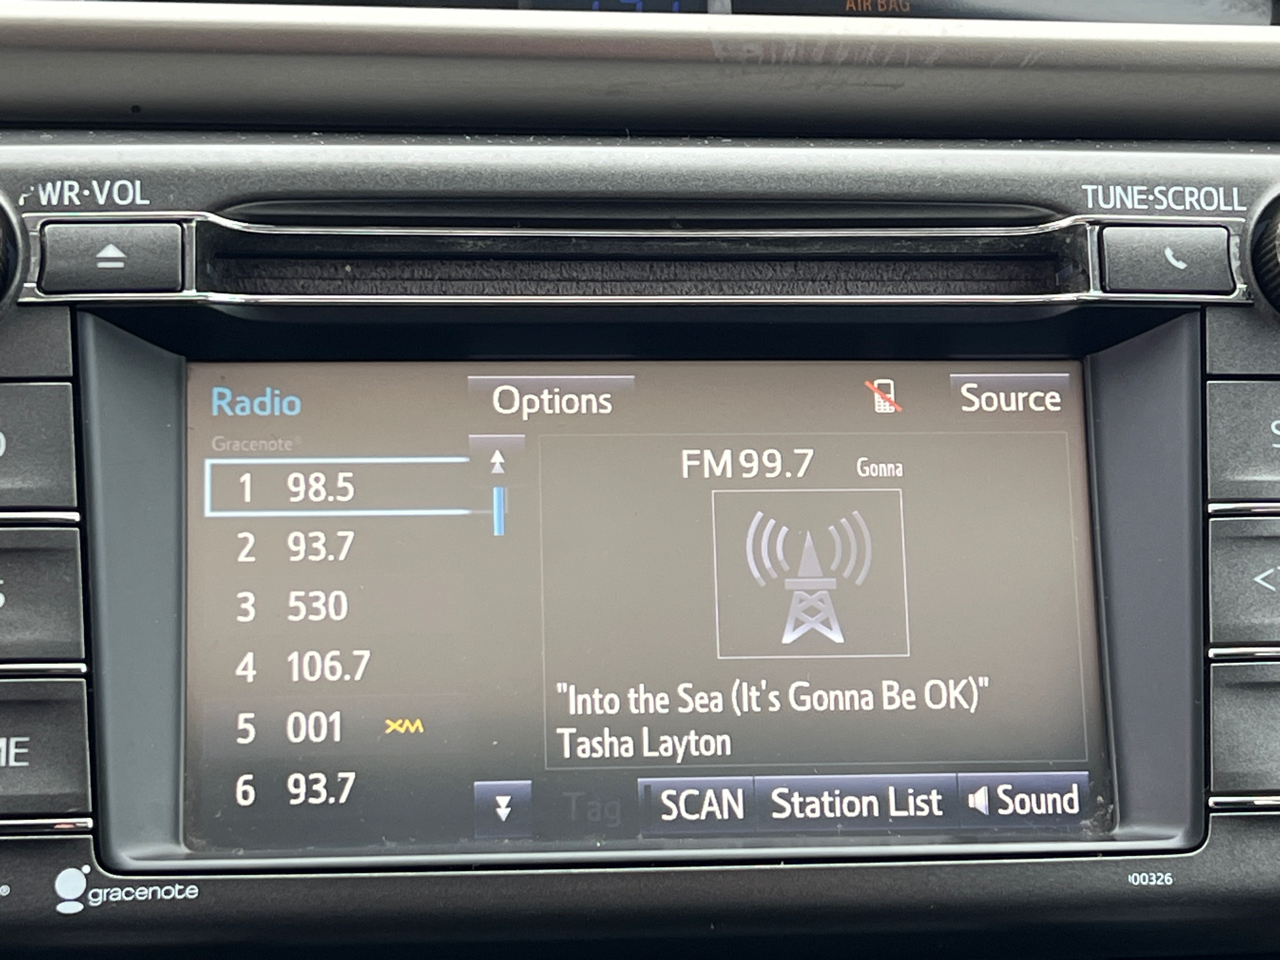 AIR BAG
WR·VOL
TUNE·SCROLL
Radio
Options
Source
Gracenote®
1 98.5
2 93.7
3 530
4 106.7
5 001 XM
6 93.7
FM 99.7 Gonna
"Into the Sea (It's Gonna Be OK)"
Tasha Layton
Tag
SCAN
Station List
Sound
gracenote
00326